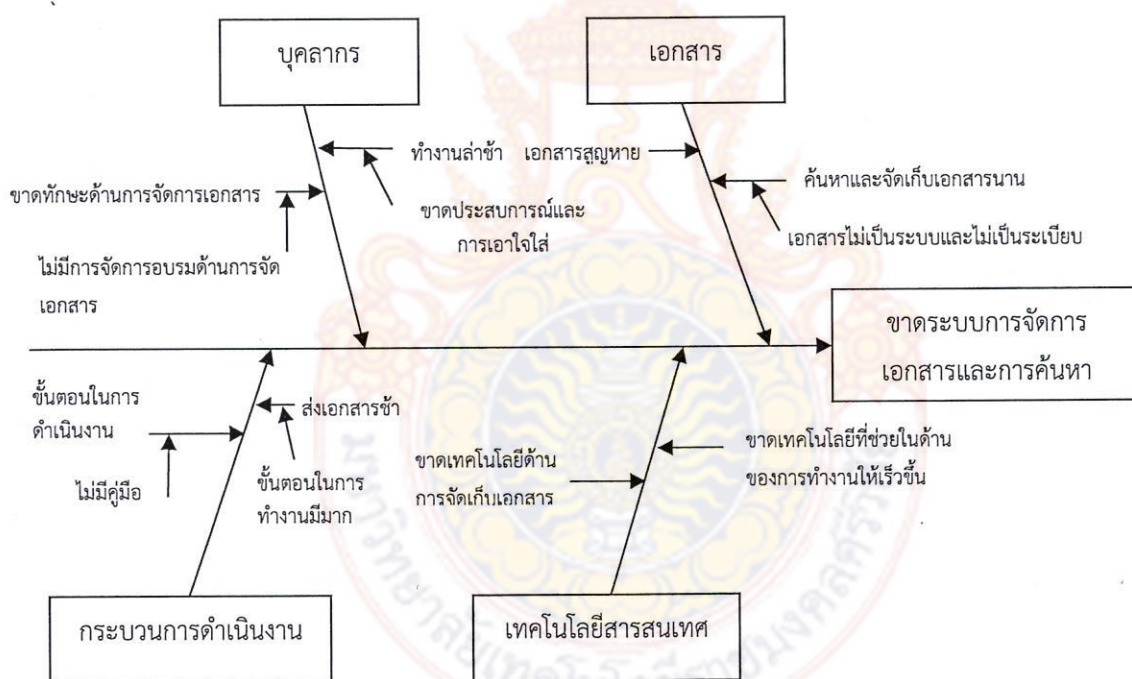 บุคลากร
เอกสาร
ทำงานล่าช้า
เอกสารสูญหาย
ขาดทักษะด้านการจัดการเอกสาร
ค้นหาและจัดเก็บเอกสารนาน
ขาดประสบการณ์และ
การเอาใจใส่
เอกสารไม่เป็นระบบและไม่เป็นระเบียบ
ไม่มีการจัดการอบรมด้านการจัด
เอกสาร
ขาดระบบการจัดการ
เอกสารและการค้นหา
ขั้นตอนในการ
ดำเนินงาน
ส่งเอกสารช้า
ไม่มีคู่มือ
ขั้นตอนในการ
ทำงานมีมาก
ขาดเทคโนโลยีด้าน
การจัดเก็บเอกสาร
ขาดเทคโนโลยีที่ช่วยในด้าน
ของการทำงานให้เร็วขึ้น
กระบวนการดำเนินงาน
เทคโนโลยีสารสนเทศ